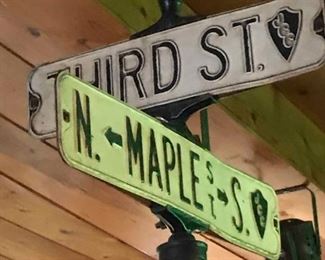 THIRD ST.
N. ← MAPLE ST → S.